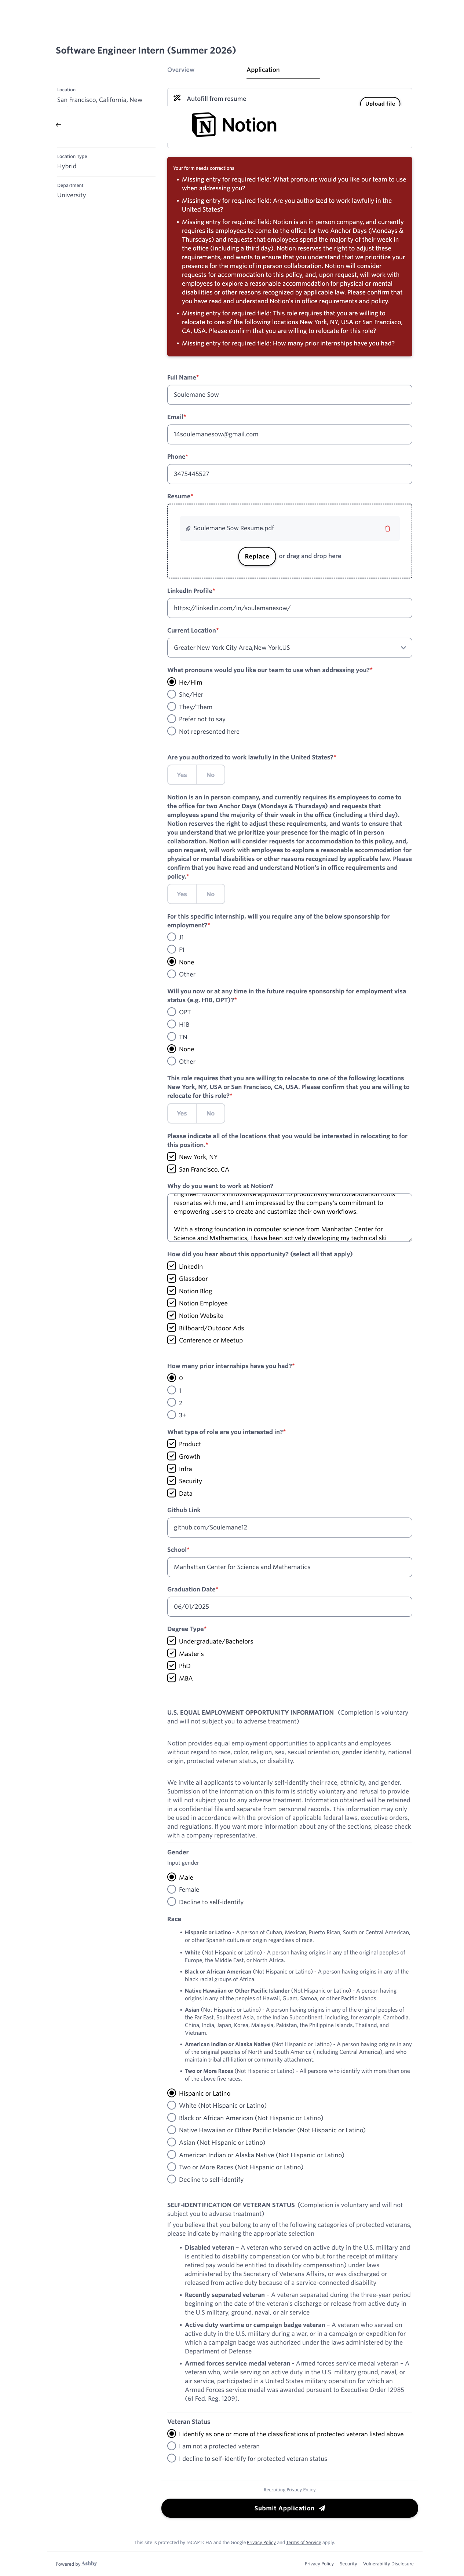 Software Engineer Intern (Summer 2026)
Overview
Application
Location
San Francisco, California, New
Autofill from resume
Upload file
Notion
Location Type
Hybrid
Department
University
Your form needs corrections
• Missing entry for required field: What pronouns would you like our team to use
when addressing you?
• Missing entry for required field: Are you authorized to work lawfully in the
United States?
• Missing entry for required field: Notion is an in person company, and currently
requires its employees to come to the office for two Anchor Days (Mondays &
Thursdays) and requests that employees spend the majority of their week in
the office (including a third day). Notion reserves the right to adjust these
requirements, and wants to ensure that you understand that we prioritize your
presence for the magic of in person collaboration. Notion will consider
requests for accommodation to this policy, and, upon request, will work with
employees to explore a reasonable accommodation for physical or mental
disabilities or other reasons recognized by applicable law. Please confirm that
you have read and understand Notion's in office requirements and policy.
• Missing entry for required field: This role requires that you are willing to
relocate to one of the following locations New York, NY, USA or San Francisco,
CA, USA. Please confirm that you are willing to relocate for this role?
• Missing entry for required field: How many prior internships have you had?
Full Name*
Soulemane Sow
Email*
14soulemanesow@gmail.com
Phone*
3475445527
Resume*
Soulemane Sow Resume.pdf
Replace or drag and drop here
LinkedIn Profile*
https://linkedin.com/in/soulemanesow/
Current Location*
Greater New York City Area,New York,US
What pronouns would you like our team to use when addressing you?*
He/Him
She/Her
They/Them
Prefer not to say
Not represented here
Are you authorized to work lawfully in the United States?*
Yes No
Notion is an in person company, and currently requires its employees to come to
the office for two Anchor Days (Mondays & Thursdays) and requests that
employees spend the majority of their week in the office (including a third day).
Notion reserves the right to adjust these requirements, and wants to ensure that
you understand that we prioritize your presence for the magic of in person
collaboration. Notion will consider requests for accommodation to this policy, and,
upon request, will work with employees to explore a reasonable accommodation for
physical or mental disabilities or other reasons recognized by applicable law. Please
confirm that you have read and understand Notion's in office requirements and
policy.*
Yes No
For this specific internship, will you require any of the below sponsorship for
employment?*
J1
F1
None
Other
Will you now or at any time in the future require sponsorship for employment visa
status (e.g. H1B, OPT)?*
OPT
H1B
TN
None
Other
This role requires that you are willing to relocate to one of the following locations
New York, NY, USA or San Francisco, CA, USA. Please confirm that you are willing to
relocate for this role?*
Yes No
Please indicate all of the locations that you would be interested in relocating to for
this position.*
New York, NY
San Francisco, CA
Why do you want to work at Notion?
Engineer. Notion's innovative approach to productivity and collaboration tools
resonates with me, and I am impressed by the company's commitment to
empowering users to create and customize their own workflows.
With a strong foundation in computer science from Manhattan Center for
Science and Mathematics, I have been actively developing my technical ski
How did you hear about this opportunity? (select all that apply)
LinkedIn
Glassdoor
Notion Blog
Notion Employee
Notion Website
Billboard/Outdoor Ads
Conference or Meetup
How many prior internships have you had?*
0
1
2
3+
What type of role are you interested in?*
Product
Growth
Infra
Security
Data
Github Link
github.com/Soulemane12
School*
Manhattan Center for Science and Mathematics
Graduation Date*
06/01/2025
Degree Type*
Undergraduate/Bachelors
Master's
PhD
MBA
U.S. EQUAL EMPLOYMENT OPPORTUNITY INFORMATION (Completion is voluntary
and will not subject you to adverse treatment)
Notion provides equal employment opportunities to applicants and employees
without regard to race, color, religion, sex, sexual orientation, gender identity, national
origin, protected veteran status, or disability.
We invite all applicants to voluntarily self-identify their race, ethnicity, and gender.
Submission of the information on this form is strictly voluntary and refusal to provide
it will not subject you to any adverse treatment. Information obtained will be retained
in a confidential file and separate from personnel records. This information may only
be used in accordance with the provision of applicable federal laws, executive orders,
and regulations. If you want more information about any of the sections, please check
with a company representative.
Gender
Input gender
Male
Female
Decline to self-identify
Race
• Hispanic or Latino - A person of Cuban, Mexican, Puerto Rican, South or Central American,
or other Spanish culture or origin regardless of race.
• White (Not Hispanic or Latino) - A person having origins in any of the original peoples of
Europe, the Middle East, or North Africa.
• Black or African American (Not Hispanic or Latino) - A person having origins in any of the
black racial groups of Africa.
• Native Hawaiian or Other Pacific Islander (Not Hispanic or Latino) - A person having
origins in any of the peoples of Hawaii, Guam, Samoa, or other Pacific Islands.
• Asian (Not Hispanic or Latino) - A person having origins in any of the original peoples of
the Far East, Southeast Asia, or the Indian Subcontinent, including, for example, Cambodia,
China, India, Japan, Korea, Malaysia, Pakistan, the Philippine Islands, Thailand, and
Vietnam.
• American Indian or Alaska Native (Not Hispanic or Latino) - A person having origins in any
of the original peoples of North and South America (including Central America), and who
maintain tribal affiliation or community attachment.
• Two or More Races (Not Hispanic or Latino) - All persons who identify with more than one
of the above five races.
Hispanic or Latino
White (Not Hispanic or Latino)
Black or African American (Not Hispanic or Latino)
Native Hawaiian or Other Pacific Islander (Not Hispanic or Latino)
Asian (Not Hispanic or Latino)
American Indian or Alaska Native (Not Hispanic or Latino)
Two or More Races (Not Hispanic or Latino)
Decline to self-identify
SELF-IDENTIFICATION OF VETERAN STATUS (Completion is voluntary and will not
subject you to adverse treatment)
If you believe that you belong to any of the following categories of protected veterans,
please indicate by making the appropriate selection
• Disabled veteran – A veteran who served on active duty in the U.S. military and
is entitled to disability compensation (or who but for the receipt of military
retired pay would be entitled to disability compensation) under laws
administered by the Secretary of Veterans Affairs, or was discharged or
released from active duty because of a service-connected disability
• Recently separated veteran - A veteran separated during the three-year period
beginning on the date of the veteran's discharge or release from active duty in
the U.S military, ground, naval, or air service
• Active duty wartime or campaign badge veteran – A veteran who served on
active duty in the U.S. military during a war, or in a campaign or expedition for
which a campaign badge was authorized under the laws administered by the
Department of Defense
• Armed forces service medal veteran - Armed forces service medal veteran – A
veteran who, while serving on active duty in the U.S. military ground, naval, or
air service, participated in a United States military operation for which an
Armed Forces service medal was awarded pursuant to Executive Order 12985
(61 Fed. Reg. 1209).
Veteran Status
I identify as one or more of the classifications of protected veteran listed above
I am not a protected veteran
I decline to self-identify for protected veteran status
Recruiting Privacy Policy
Submit Application
This site is protected by reCAPTCHA and the Google Privacy Policy and Terms of Service apply.
Powered by Ashby
Privacy Policy Security Vulnerability Disclosure